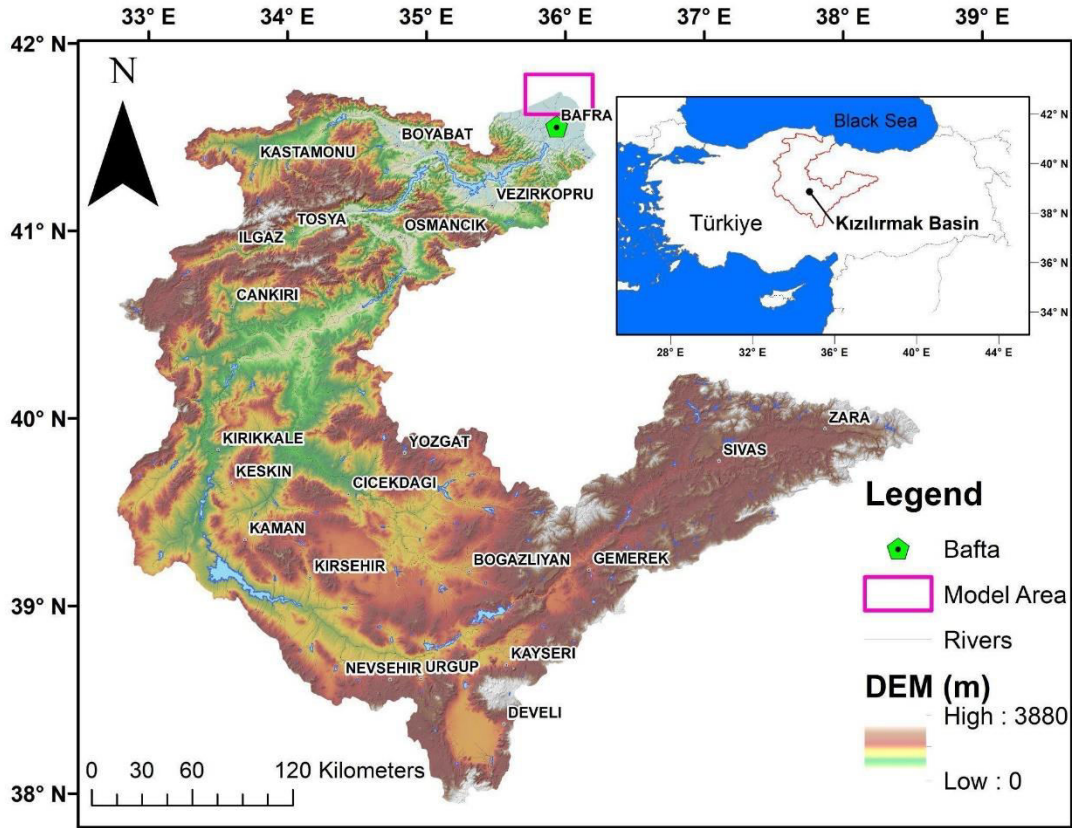 33° E 34° E 35° E 36° E 37° E 38° E 39° E
42° N
41° N
40° N
39° N
38° N
N
BAFRA
BOYABAT
KASTAMONU
VEZIRKOPRU
TOSYA
OSMANCIK
ILGAZ
CANKIRI
ZARA
KIRIKKALE
YOZGAT
SIVAS
KESKIN
CICEKDAGI
KAMAN
BOGAZLIYAN
GEMEREK
KIRSEHIR
KAYSERI
NEVSEHIR
URGUP
DEVELI
0 30 60 120 Kilometers
Black Sea
Türkiye
Kızılırmak Basin
42° N
40° N
38° N
36° N
34° N
28° E 32° E 36° E 40° E 44° E
Legend
Bafta
Model Area
Rivers
DEM (m)
High : 3880
Low : 0